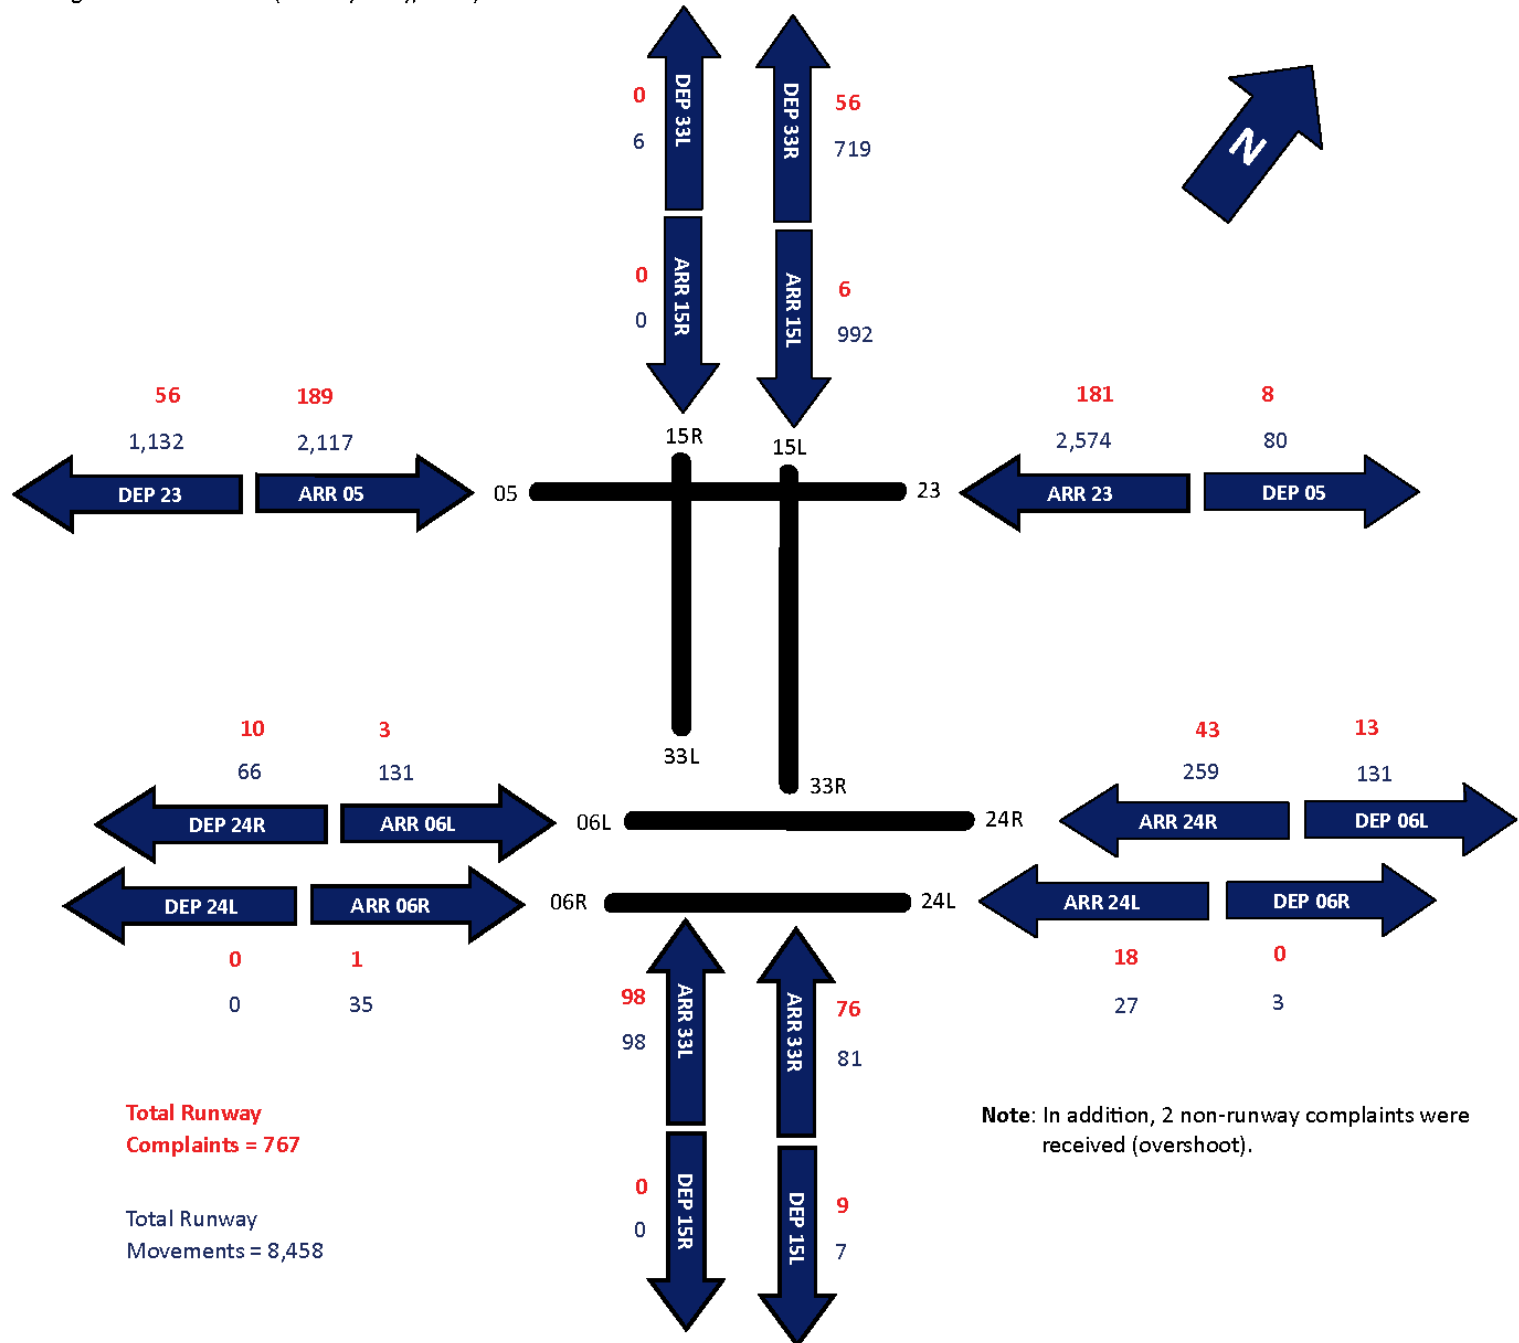 DEP 33L
DEP 33R
0
6
56
719
N
ARR 15R
ARR 15L
0
0
6
992
56
189
1,132
2,117
DEP 23
ARR 05
181
8
2,574
80
ARR 23
DEP 05
15R
15L
05
23
33L
33R
10
3
66
131
DEP 24R
ARR 06L
06L
24R
43
13
259
131
ARR 24R
DEP 06L
DEP 24L
ARR 06R
06R
24L
ARR 24L
DEP 06R
0
1
0
35
18
0
27
3
98
98
ARR 33L
ARR 33R
76
81
Total Runway
Complaints = 767
Total Runway
Movements = 8,458
0
0
DEP 15R
DEP 15L
9
7
Note: In addition, 2 non-runway complaints were
received (overshoot).